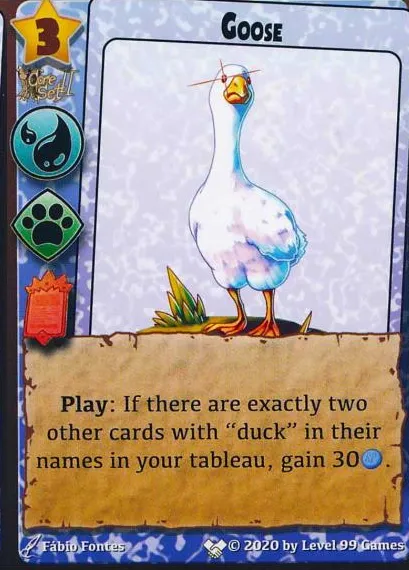 GOOSE
3
Core
Set II
Play: If there are exactly two
other cards with “duck” in their
names in your tableau, gain 30.
Fábio Fontes
© 2020 by Level 99 Games